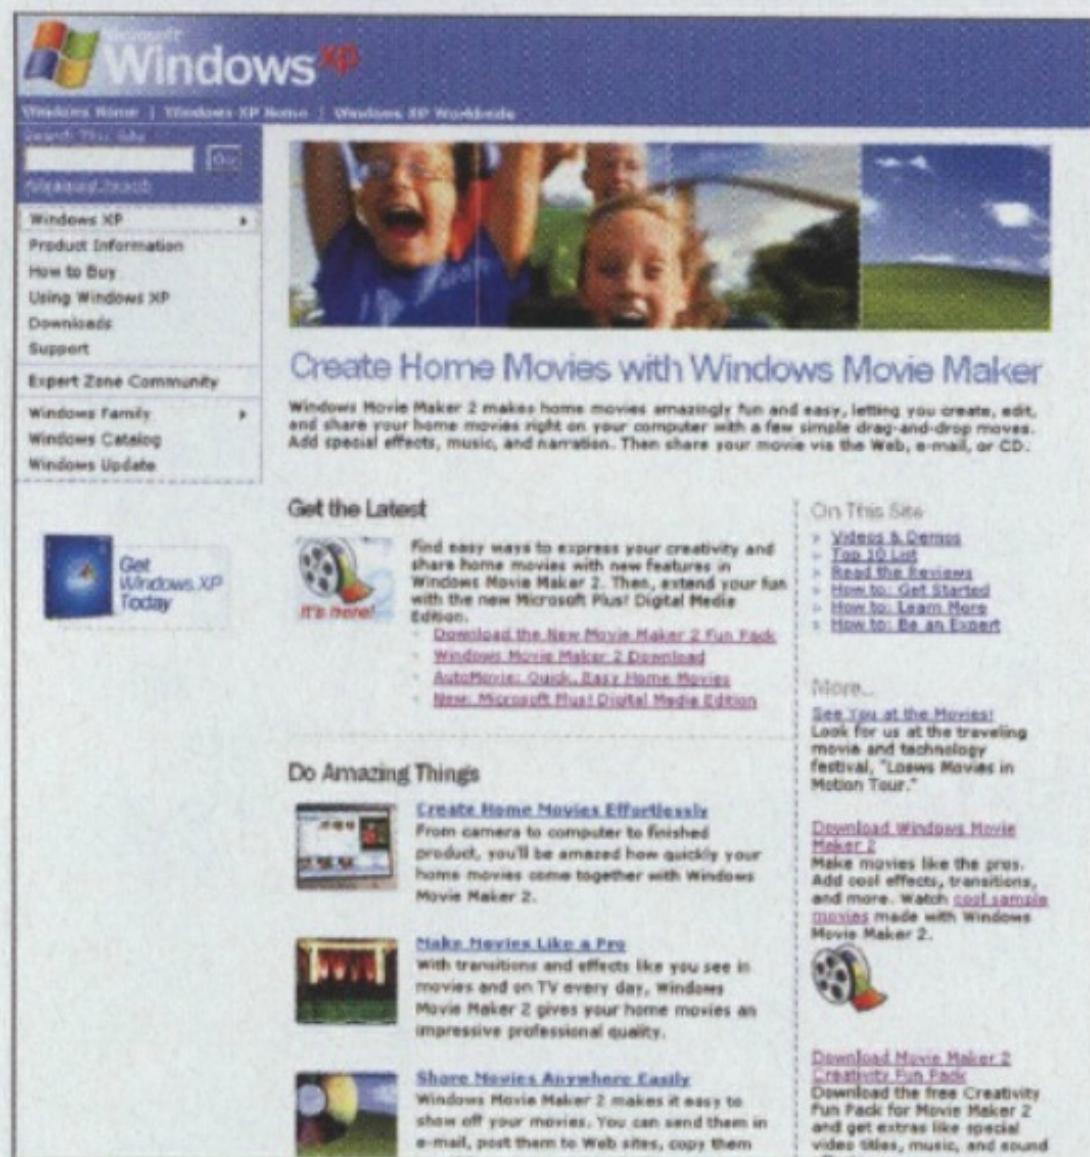 Microsoft
Windows xp
Windows Home | Windows XP Home | Windows XP Worldwide
Search This Site
Go
Advanced Search
Windows XP
Product Information
How to Buy
Using Windows XP
Downloads
Support
Expert Zone Community
Windows Family
Windows Catalog
Windows Update
Get
Windows XP
Today
Create Home Movies with Windows Movie Maker
Windows Movie Maker 2 makes home movies amazingly fun and easy, letting you create, edit,
and share your home movies right on your computer with a few simple drag-and-drop moves.
Add special effects, music, and narration. Then share your movie via the Web, e-mail, or CD.
Get the Latest
It's here!
Find easy ways to express your creativity and
share home movies with new features in
Windows Movie Maker 2. Then, extend your fun
with the new Microsoft Plus! Digital Media
Edition.
Download the New Movie Maker 2 Fun Pack
Windows Movie Maker 2 Download
AutoMovie: Quick, Easy Home Movies
New: Microsoft Plus! Digital Media Edition
Do Amazing Things
Create Home Movies Effortlessly
From camera to computer to finished
product, you'll be amazed how quickly your
home movies come together with Windows
Movie Maker 2.
Make Movies Like a Pro
With transitions and effects like you see in
movies and on TV every day, Windows
Movie Maker 2 gives your home movies an
impressive professional quality.
Share Movies Anywhere Easily
Windows Movie Maker 2 makes it easy to
show off your movies. You can send them in
e-mail, post them to Web sites, copy them
On This Site
Videos & Demos
Top 10 List
Read the Reviews
How to: Get Started
How to: Learn More
How to: Be an Expert
More...
See You at the Movies!
Look for us at the traveling
movie and technology
festival, "Loews Movies in
Motion Tour."
Download Windows Movie
Maker 2
Make movies like the pros.
Add cool effects, transitions,
and more. Watch cool sample
movies made with Windows
Movie Maker 2.
Download Movie Maker 2
Creativity Fun Pack
Download the free Creativity
Fun Pack for Movie Maker 2
and get extras like special
video titles, music, and sound